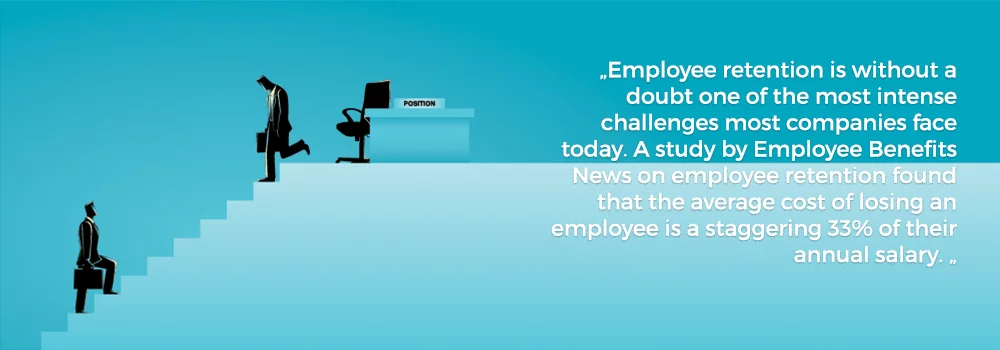 POSITION
„Employee retention is without a
doubt one of the most intense
challenges most companies face
today. A study by Employee Benefits
News on employee retention found
that the average cost of losing an
employee is a staggering 33% of their
annual salary. „